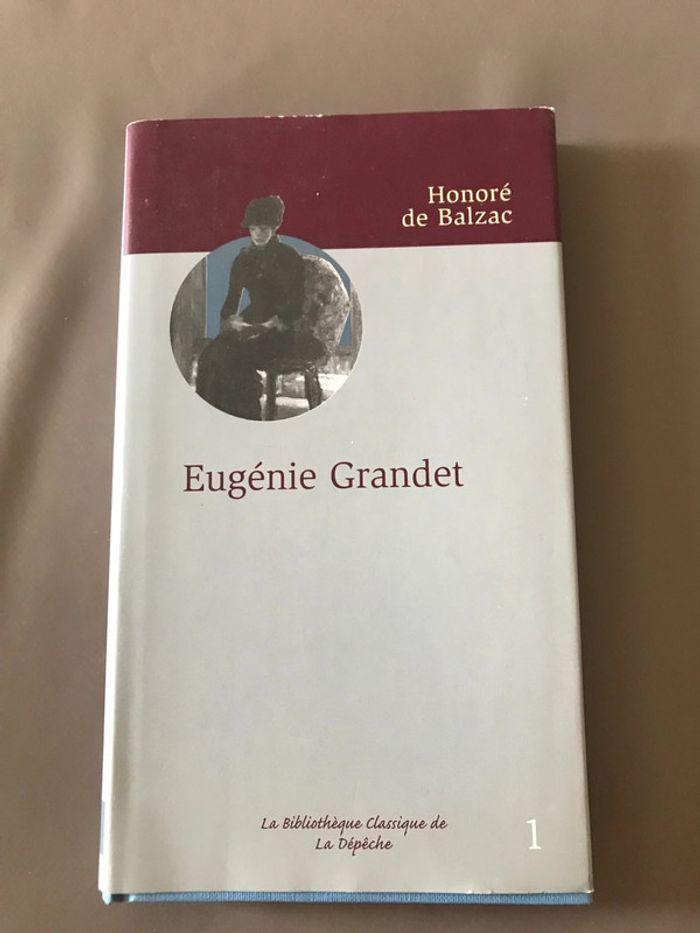 Honoré
de Balzac
Eugénie Grandet
La Bibliothèque Classique de
La Dépêche
1